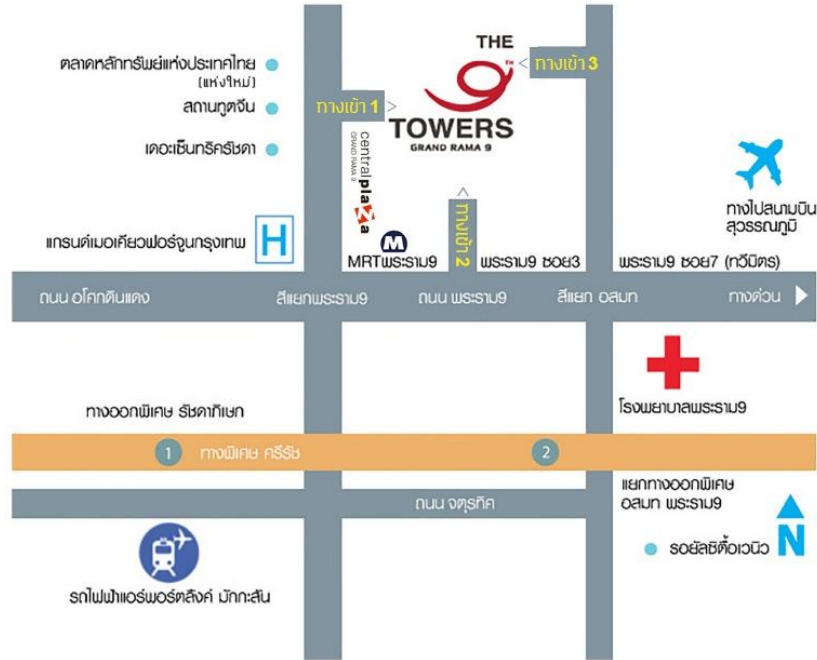 ตลาดหลักทรัพย์แห่งประเทศไทย
(แห่งใหม่)
สถานทูตจีน
เดอะเซ็นทริครัชดา
THE
9
TM
TOWERS
GRAND RAMA 9
ทางเข้า 1 >
< ทางเข้า 3
ทางเข้า 2 >
centralplaza
GRAND RAMA 9
แกรนด์เมอเคียวฟอร์จูนกรุงเทพ
H
M
MRTพระราม9
พระราม9 ซอย3
พระราม9 ซอย7 (ทวีมิตร)
ทางไปสนามบิน
สุวรรณภูมิ
ถนน อโศกดินแดง
สี่แยกพระราม9
ถนน พระราม9
สี่แยก อสมท
ทางด่วน
โรงพยาบาลพระราม9
ทางออกพิเศษ รัชดาภิเษก
1
ทางพิเศษ ศรีรัช
2
ถนน จตุรทิศ
แยกทางออกพิเศษ
อสมท พระราม9
รอยัลซิตี้อเวนิว
N
รถไฟฟ้าแอร์พอร์ตลิงค์ มักกะสัน